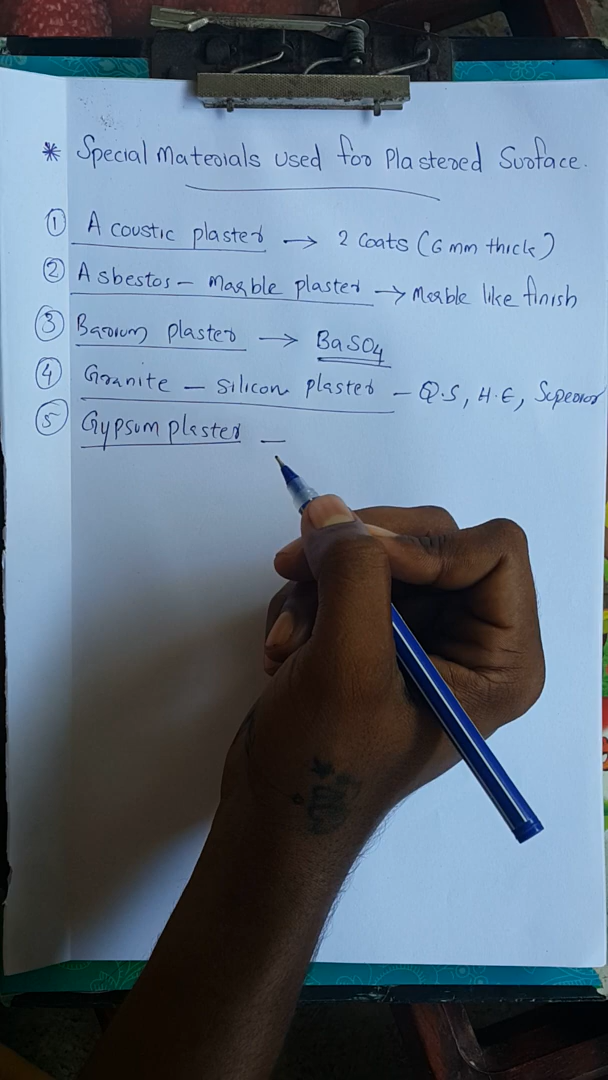 * Special Materials used for Plastered Surface.
① Acoustic plaster → 2 Coats (6 mm thick)
② Asbestos - Marble plaster → Marble like finish
③ Barium plaster → BaSO4
④ Granite - Silicon plaster - Q.S, H.E, Superior
⑤ Gypsum plaster -